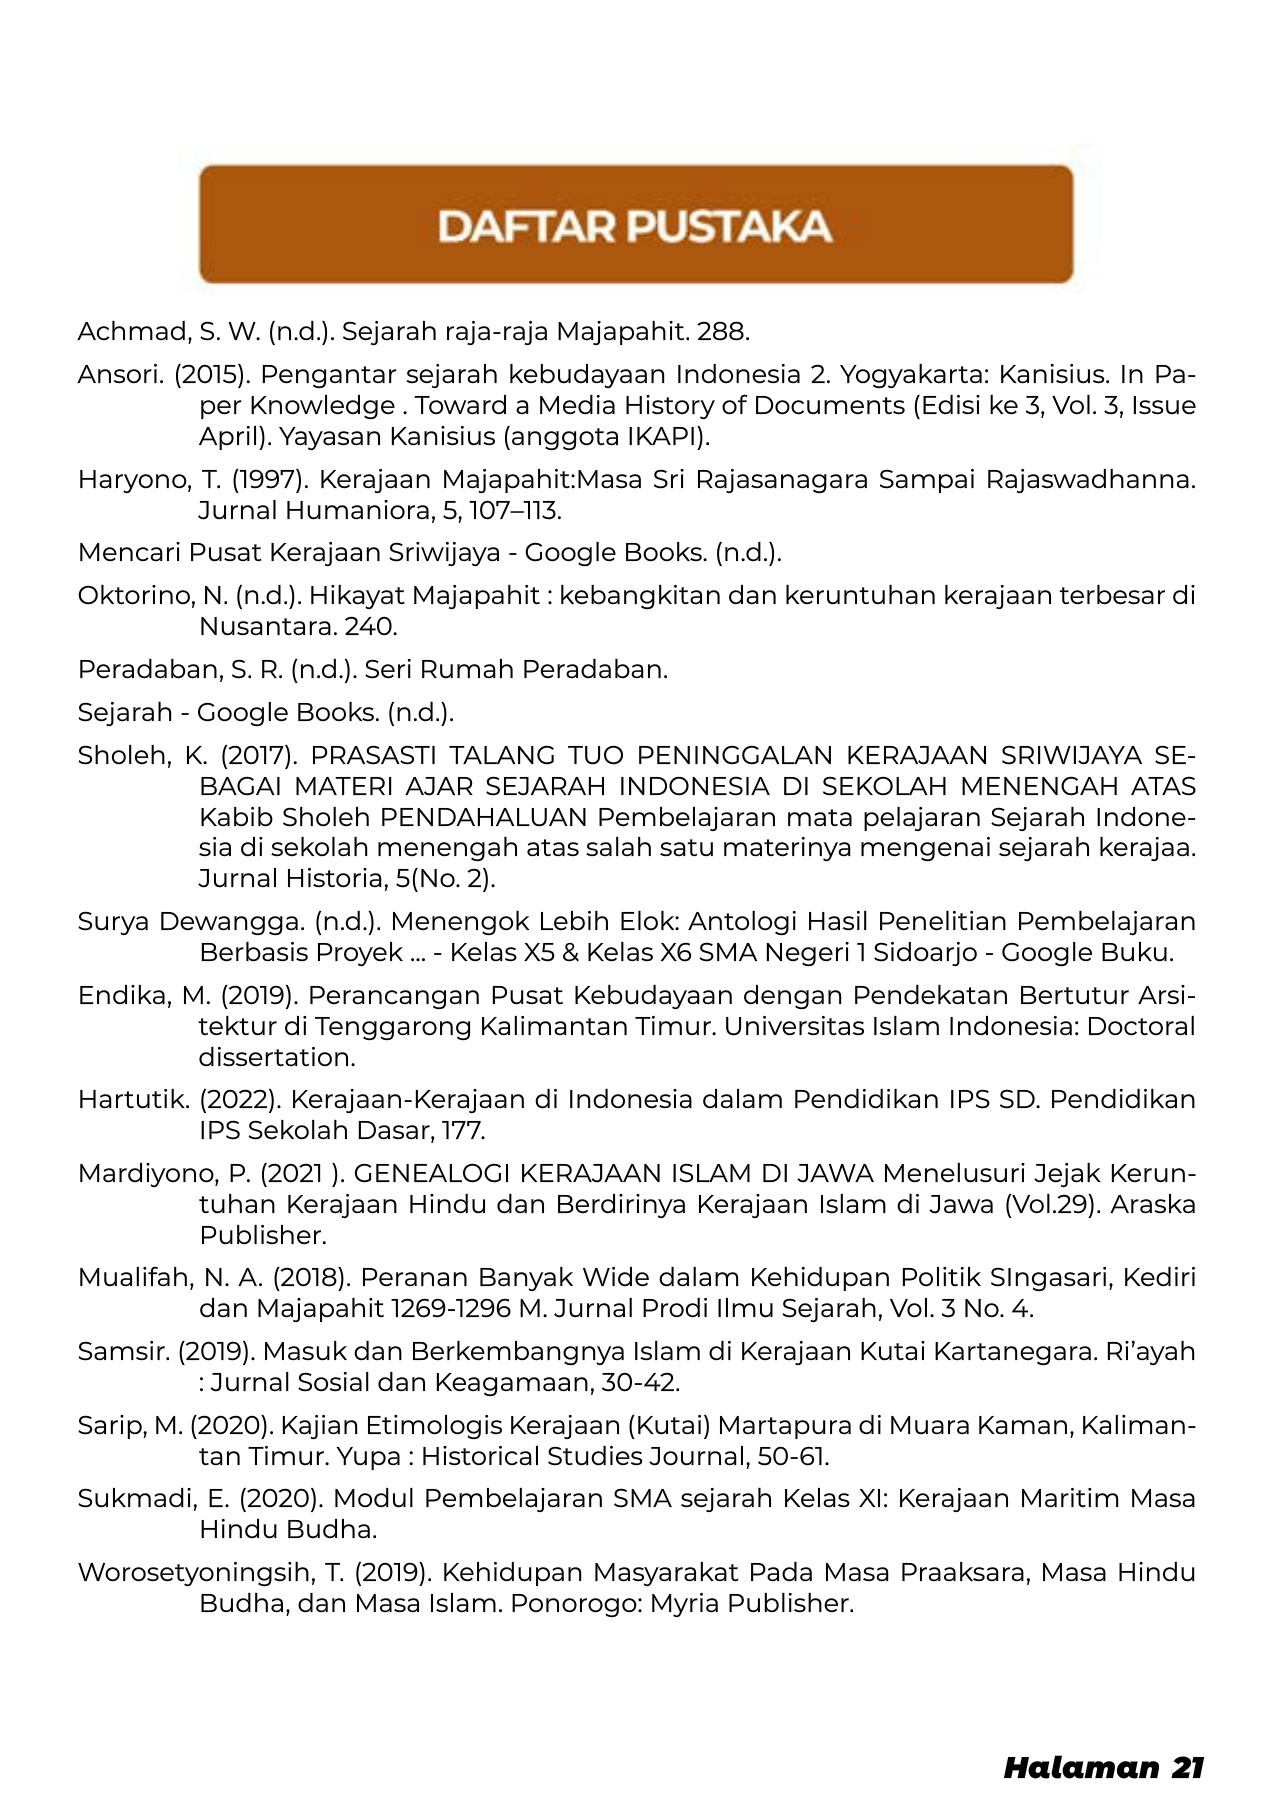 DAFTAR PUSTAKA
Achmad, S. W. (n.d.). Sejarah raja-raja Majapahit. 288.
Ansori. (2015). Pengantar sejarah kebudayaan Indonesia 2. Yogyakarta: Kanisius. In Pa-
per Knowledge . Toward a Media History of Documents (Edisi ke 3, Vol. 3, Issue
April). Yayasan Kanisius (anggota IKAPI).
Haryono, T. (1997). Kerajaan Majapahit:Masa Sri Rajasanagara Sampai Rajaswadhanna.
Jurnal Humaniora, 5, 107–113.
Mencari Pusat Kerajaan Sriwijaya - Google Books. (n.d.).
Oktorino, N. (n.d.). Hikayat Majapahit : kebangkitan dan keruntuhan kerajaan terbesar di
Nusantara. 240.
Peradaban, S. R. (n.d.). Seri Rumah Peradaban.
Sejarah - Google Books. (n.d.).
Sholeh, K. (2017). PRASASTI TALANG TUO PENINGGALAN KERAJAAN SRIWIJAYA SE-
BAGAI MATERI AJAR SEJARAH INDONESIA DI SEKOLAH MENENGAH ATAS
Kabib Sholeh PENDAHALUAN Pembelajaran mata pelajaran Sejarah Indone-
sia di sekolah menengah atas salah satu materinya mengenai sejarah kerajaa.
Jurnal Historia, 5(No. 2).
Surya Dewangga. (n.d.). Menengok Lebih Elok: Antologi Hasil Penelitian Pembelajaran
Berbasis Proyek ... - Kelas X5 & Kelas X6 SMA Negeri 1 Sidoarjo - Google Buku.
Endika, M. (2019). Perancangan Pusat Kebudayaan dengan Pendekatan Bertutur Arsi-
tektur di Tenggarong Kalimantan Timur. Universitas Islam Indonesia: Doctoral
dissertation.
Hartutik. (2022). Kerajaan-Kerajaan di Indonesia dalam Pendidikan IPS SD. Pendidikan
IPS Sekolah Dasar, 177.
Mardiyono, P. (2021 ). GENEALOGI KERAJAAN ISLAM DI JAWA Menelusuri Jejak Kerun-
tuhan Kerajaan Hindu dan Berdirinya Kerajaan Islam di Jawa (Vol.29). Araska
Publisher.
Mualifah, N. A. (2018). Peranan Banyak Wide dalam Kehidupan Politik SIngasari, Kediri
dan Majapahit 1269-1296 M. Jurnal Prodi Ilmu Sejarah, Vol. 3 No. 4.
Samsir. (2019). Masuk dan Berkembangnya Islam di Kerajaan Kutai Kartanegara. Ri’ayah
: Jurnal Sosial dan Keagamaan, 30-42.
Sarip, M. (2020). Kajian Etimologis Kerajaan (Kutai) Martapura di Muara Kaman, Kaliman-
tan Timur. Yupa : Historical Studies Journal, 50-61.
Sukmadi, E. (2020). Modul Pembelajaran SMA sejarah Kelas XI: Kerajaan Maritim Masa
Hindu Budha.
Worosetyoningsih, T. (2019). Kehidupan Masyarakat Pada Masa Praaksara, Masa Hindu
Budha, dan Masa Islam. Ponorogo: Myria Publisher.
Halaman 21